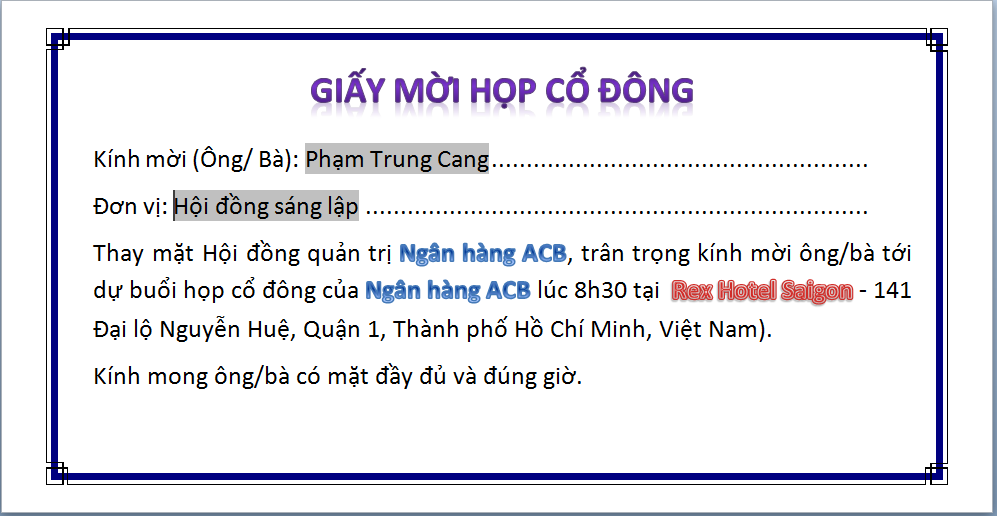 GIẤY MỜI HỌP CỔ ĐÔNG
Kính mời (Ông/ Bà): Phạm Trung Cang......................................................
Đơn vị: Hội đồng sáng lập ........................................................................
Thay mặt Hội đồng quản trị Ngân hàng ACB, trân trọng kính mời ông/bà tới
dự buổi họp cổ đông của Ngân hàng ACB lúc 8h30 tại Rex Hotel Saigon - 141
Đại lộ Nguyễn Huệ, Quận 1, Thành phố Hồ Chí Minh, Việt Nam).
Kính mong ông/bà có mặt đầy đủ và đúng giờ.